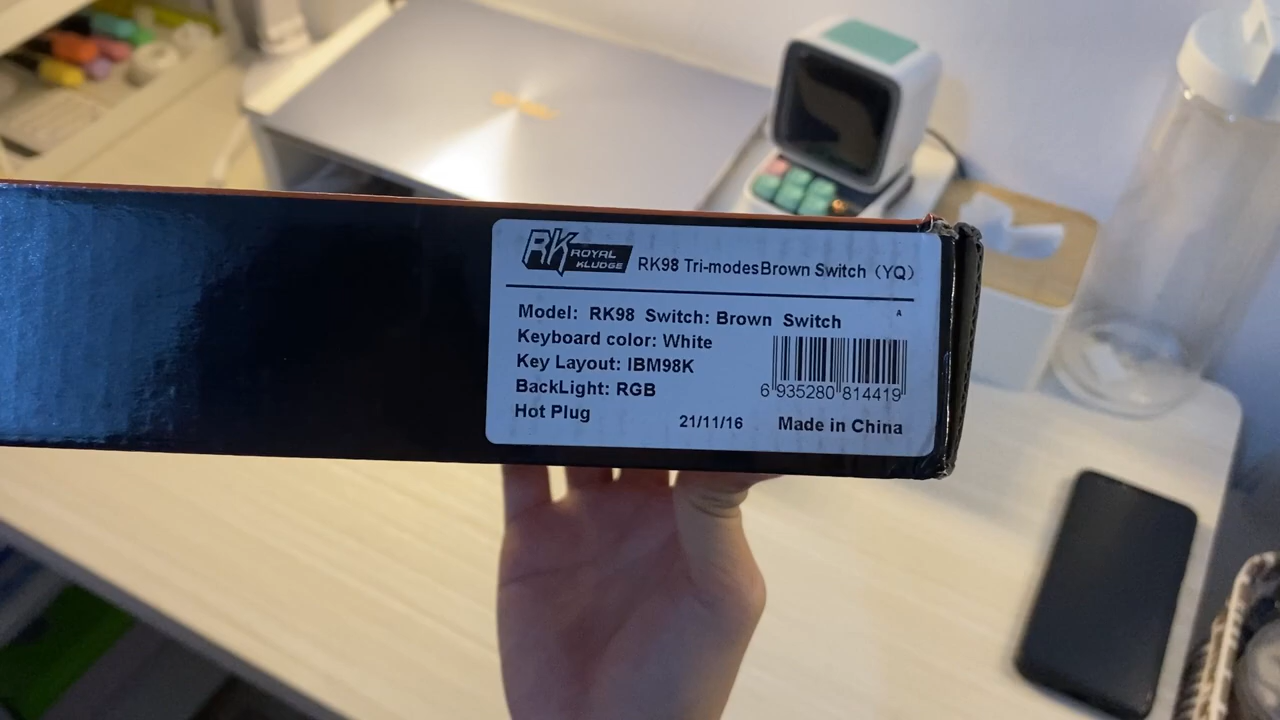 RK ROYAL KLUDGE
RK98 Tri-modesBrown Switch (YQ)
A
Model: RK98 Switch: Brown Switch
Keyboard color: White
Key Layout: IBM98K
BackLight: RGB
6 935280 814419
Hot Plug
21/11/16
Made in China